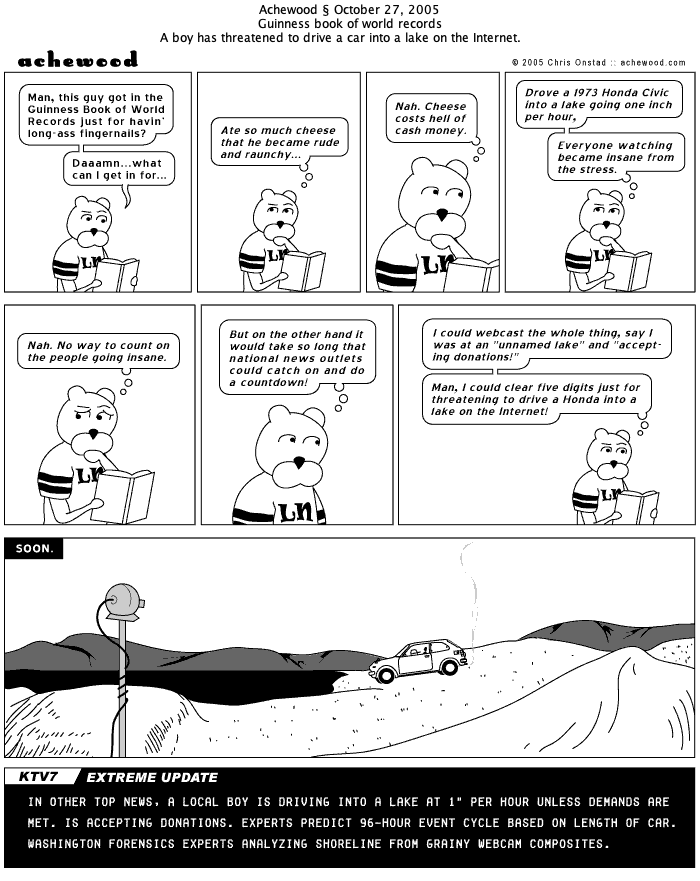 Achewood § October 27, 2005
Guinness book of world records
A boy has threatened to drive a car into a lake on the Internet.
achewood
© 2005 Chris Onstad :: achewood.com
Man, this guy got in the
Guinness Book of World
Records just for havin'
long-ass fingernails?
Daaamn...what
can I get in for...
LN
Ate so much cheese
that he became rude
and raunchy...
LN
Nah. Cheese
costs hell of
cash money.
LN
Drove a 1973 Honda Civic
into a lake going one inch
per hour,
Everyone watching
became insane from
the stress.
LN
Nah. No way to count on
the people going insane.
LN
But on the other hand it
would take so long that
national news outlets
could catch on and do
a countdown!
LN
I could webcast the whole thing, say I
was at an "unnamed lake" and "accept-
ing donations!"
Man, I could clear five digits just for
threatening to drive a Honda into a
lake on the Internet!
LN
SOON.
KTV7 EXTREME UPDATE
IN OTHER TOP NEWS, A LOCAL BOY IS DRIVING INTO A LAKE AT 1" PER HOUR UNLESS DEMANDS ARE
MET. IS ACCEPTING DONATIONS. EXPERTS PREDICT 96-HOUR EVENT CYCLE BASED ON LENGTH OF CAR.
WASHINGTON FORENSICS EXPERTS ANALYZING SHORELINE FROM GRAINY WEBCAM COMPOSITES.